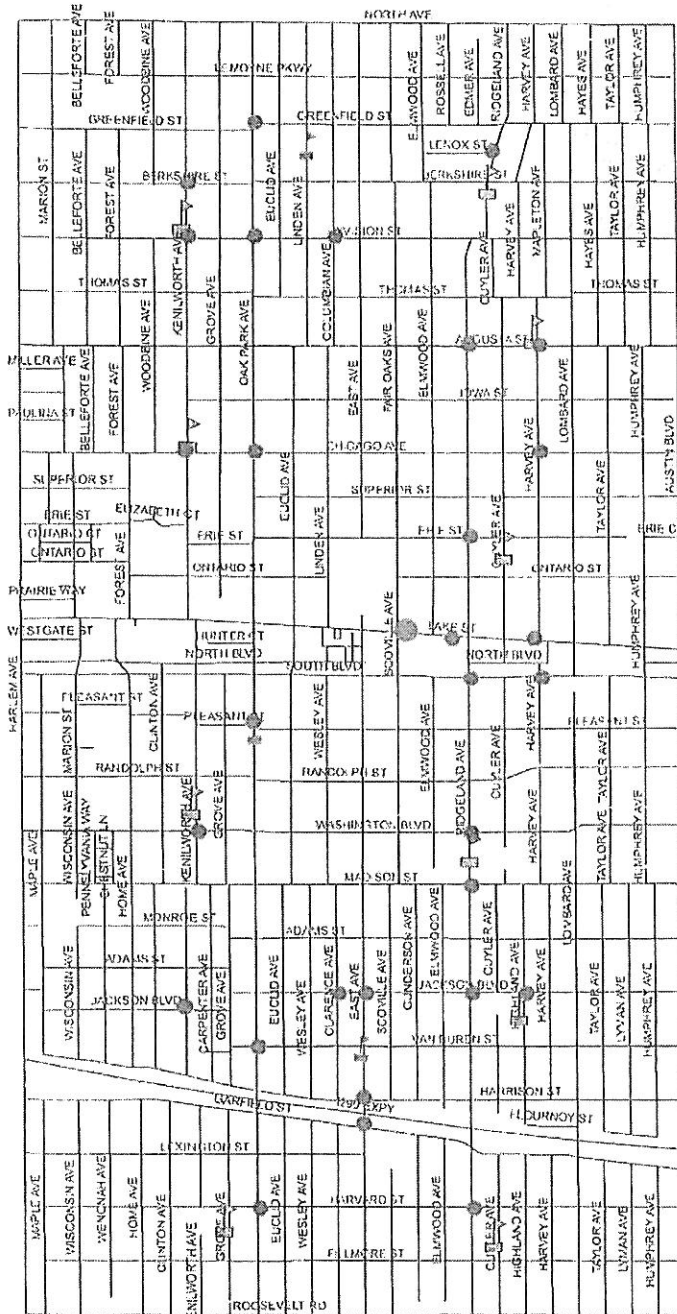 NORTH AVE
BELLEFORTE AVE
FOREST AVE
WOODBINE AVE
LEMOYNE PKWY
ELMWOOD AVE
ROSSELL AVE
EDMER AVE
RIDGELAND AVE
HARVEY AVE
LOMBARD AVE
HAYES AVE
TAYLOR AVE
HUMPHREY AVE
GREENFIELD ST
GREENFIELD ST
LENOX ST
MARION ST
BELLEFORTE AVE
FOREST AVE
BERKSHIRE ST
EUCLID AVE
LINDEN AVE
BERKSHIRE ST
HARVEY AVE
MAPLETON AVE
HAYES AVE
TAYLOR AVE
HUMPHREY AVE
KENILWORTH AVE
DIVISION ST
CUYLER AVE
THOMAS ST
GROVE AVE
COLUMBIAN AVE
THOMAS ST
THOMAS ST
WOODBINE AVE
OAK PARK AVE
FAIR OAKS AVE
ELMWOOD AVE
AUGUSTA ST
MILLER AVE
BELLEFORTE AVE
FOREST AVE
EAST AVE
IOWA ST
LOMBARD AVE
HUMPHREY AVE
PAULINA ST
CHICAGO AVE
HARVEY AVE
AUSTIN BLVD
SUPERIOR ST
EUCLID AVE
SUPERIOR ST
TAYLOR AVE
ERIE ST
ELIZABETH CT
ERIE ST
LINDEN AVE
ERIE ST
CUYLER AVE
ERIE C
ONTARIO CT
ONTARIO ST
FOREST AVE
ONTARIO ST
ONTARIO ST
PRAIRIE WAY
SCOVILLE AVE
HUMPHREY AVE
WESTGATE ST
HUNTER CT
LAKE ST
HARLEM AVE
NORTH BLVD
SOUTH BLVD
NORTH BLVD
PLEASANT ST
CLINTON AVE
PLEASANT ST
WESLEY AVE
ELMWOOD AVE
HARVEY AVE
PLEASANT ST
MARION ST
RANDOLPH ST
RANDOLPH ST
CUYLER AVE
TAYLOR AVE
MAPLE AVE
WISCONSIN AVE
PENNSYLVANIA WAY
CHESTNUT LN
HOME AVE
KENILWORTH AVE
GROVE AVE
WASHINGTON BLVD
RIDGELAND AVE
HARVEY AVE
TAYLOR AVE
HUMPHREY AVE
MADISON ST
MONROE ST
ADAMS ST
GUNDERSON AVE
ELMWOOD AVE
CUYLER AVE
LOMBARD AVE
ADAMS ST
WISCONSIN AVE
JACKSON BLVD
CARPENTER AVE
GROVE AVE
EUCLID AVE
WESLEY AVE
CLARENCE AVE
EAST AVE
SCOVILLE AVE
JACKSON BLVD
HIGHLAND AVE
HARVEY AVE
TAYLOR AVE
LYMAN AVE
HUMPHREY AVE
VAN BUREN ST
HARRISON ST
GARFIELD ST
I290 EXPY
FLOURNOY ST
LEXINGTON ST
MAPLE AVE
WISCONSIN AVE
WENONAH AVE
HOME AVE
CLINTON AVE
KENILWORTH AVE
GROVE AVE
EUCLID AVE
WESLEY AVE
HARVARD ST
ELMWOOD AVE
CUYLER AVE
HIGHLAND AVE
HARVEY AVE
TAYLOR AVE
LYMAN AVE
HUMPHREY AVE
FILLMORE ST
ROOSEVELT RD